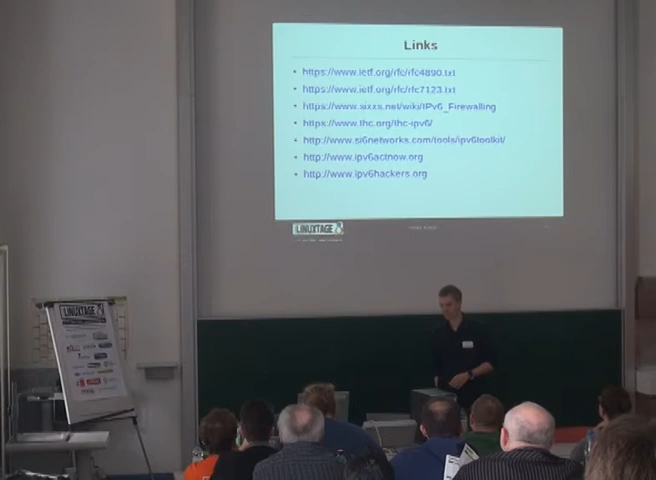 Links
• https://www.ietf.org/rfc/rfc4890.txt
• https://www.ietf.org/rfc/rfc7123.txt
• https://www.sixxs.net/wiki/IPv6_Firewalling
• https://www.thc.org/thc-ipv6/
• http://www.si6networks.com/tools/ipv6toolkit/
• http://www.ipv6actnow.org
• http://www.ipv6hackers.org
LINUXTAGE
LINUXTAGE